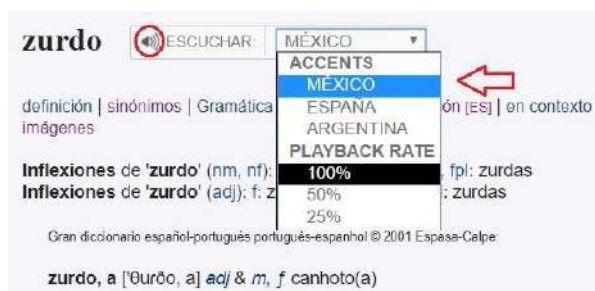 zurdo ESCUCHAR: MÉXICO
ACCENTS
MÉXICO
definición | sinónimos | Gramática ESPAÑA ón [ES] | en contexto
imágenes ARGENTINA
PLAYBACK RATE
Inflexiones de 'zurdo' (nm, nf): 100% , fpl: zurdas
Inflexiones de 'zurdo' (adj): f: z 50% : zurdas
25%
Gran diccionario español-portugués português-espanhol © 2001 Espasa-Calpe:
zurdo, a ['θurðo, a] adj & m, f canhoto(a)